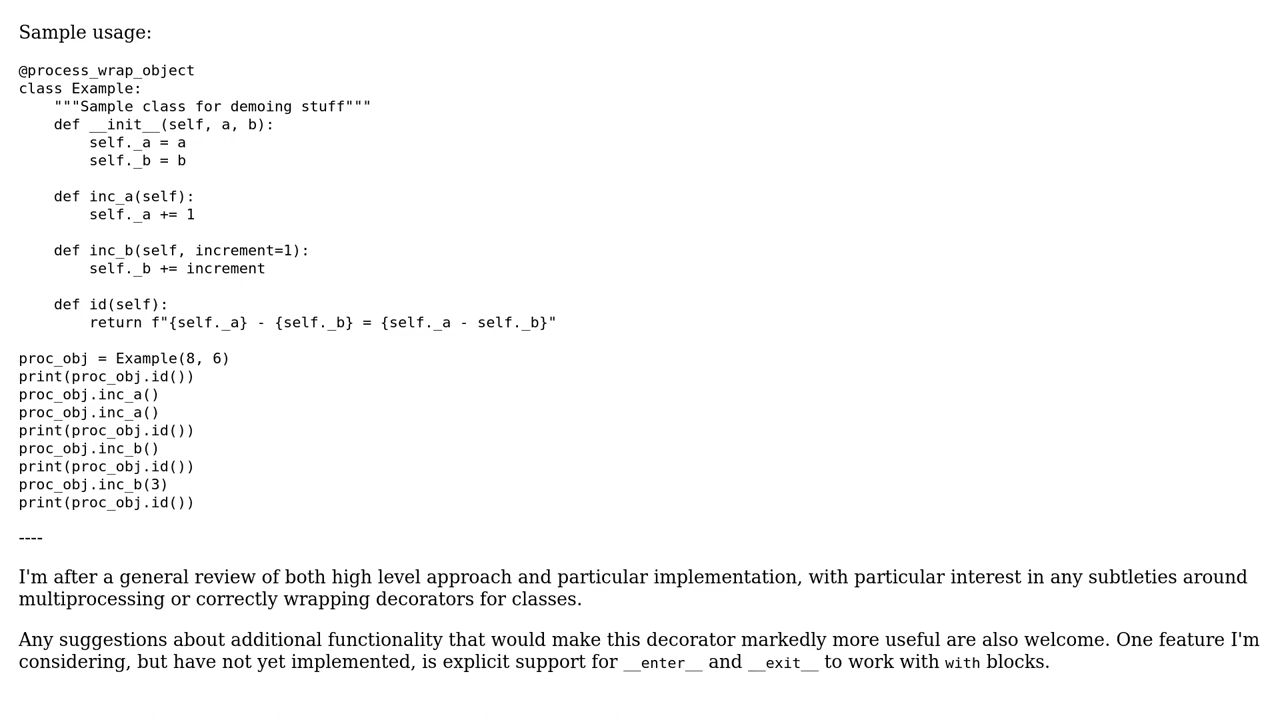 Sample usage:
@process_wrap_object
class Example:
    """Sample class for demoing stuff"""
    def __init__(self, a, b):
        self._a = a
        self._b = b

    def inc_a(self):
        self._a += 1

    def inc_b(self, increment=1):
        self._b += increment

    def id(self):
        return f"{self._a} - {self._b} = {self._a - self._b}"

proc_obj = Example(8, 6)
print(proc_obj.id())
proc_obj.inc_a()
proc_obj.inc_a()
print(proc_obj.id())
proc_obj.inc_b()
print(proc_obj.id())
proc_obj.inc_b(3)
print(proc_obj.id())
----
I'm after a general review of both high level approach and particular implementation, with particular interest in any subtleties around
multiprocessing or correctly wrapping decorators for classes.
Any suggestions about additional functionality that would make this decorator markedly more useful are also welcome. One feature I'm
considering, but have not yet implemented, is explicit support for __enter__ and __exit__ to work with with blocks.